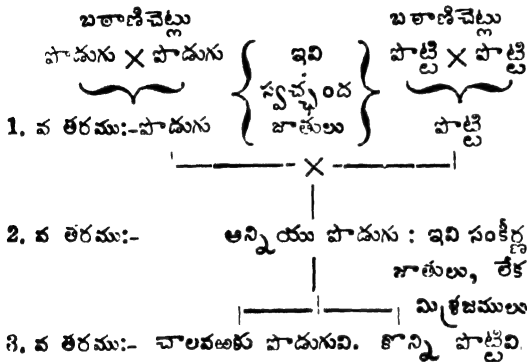 బఠాణిచెట్లు బఠాణిచెట్లు
పొడుగు × పొడుగు { ఇవి } పొట్టి × పొట్టి
స్వచ్ఛంద
1. వ తరము:-పొడుగు జాతులు పొట్టి
×
2. వ తరము:- అన్నియు పొడుగు : ఇవి సంకీర్ణ
జాతులు, లేక
మిశ్రజములు
3. వ తరము:- చాలవఱకు పొడుగువి. కొన్ని పొట్టివి.